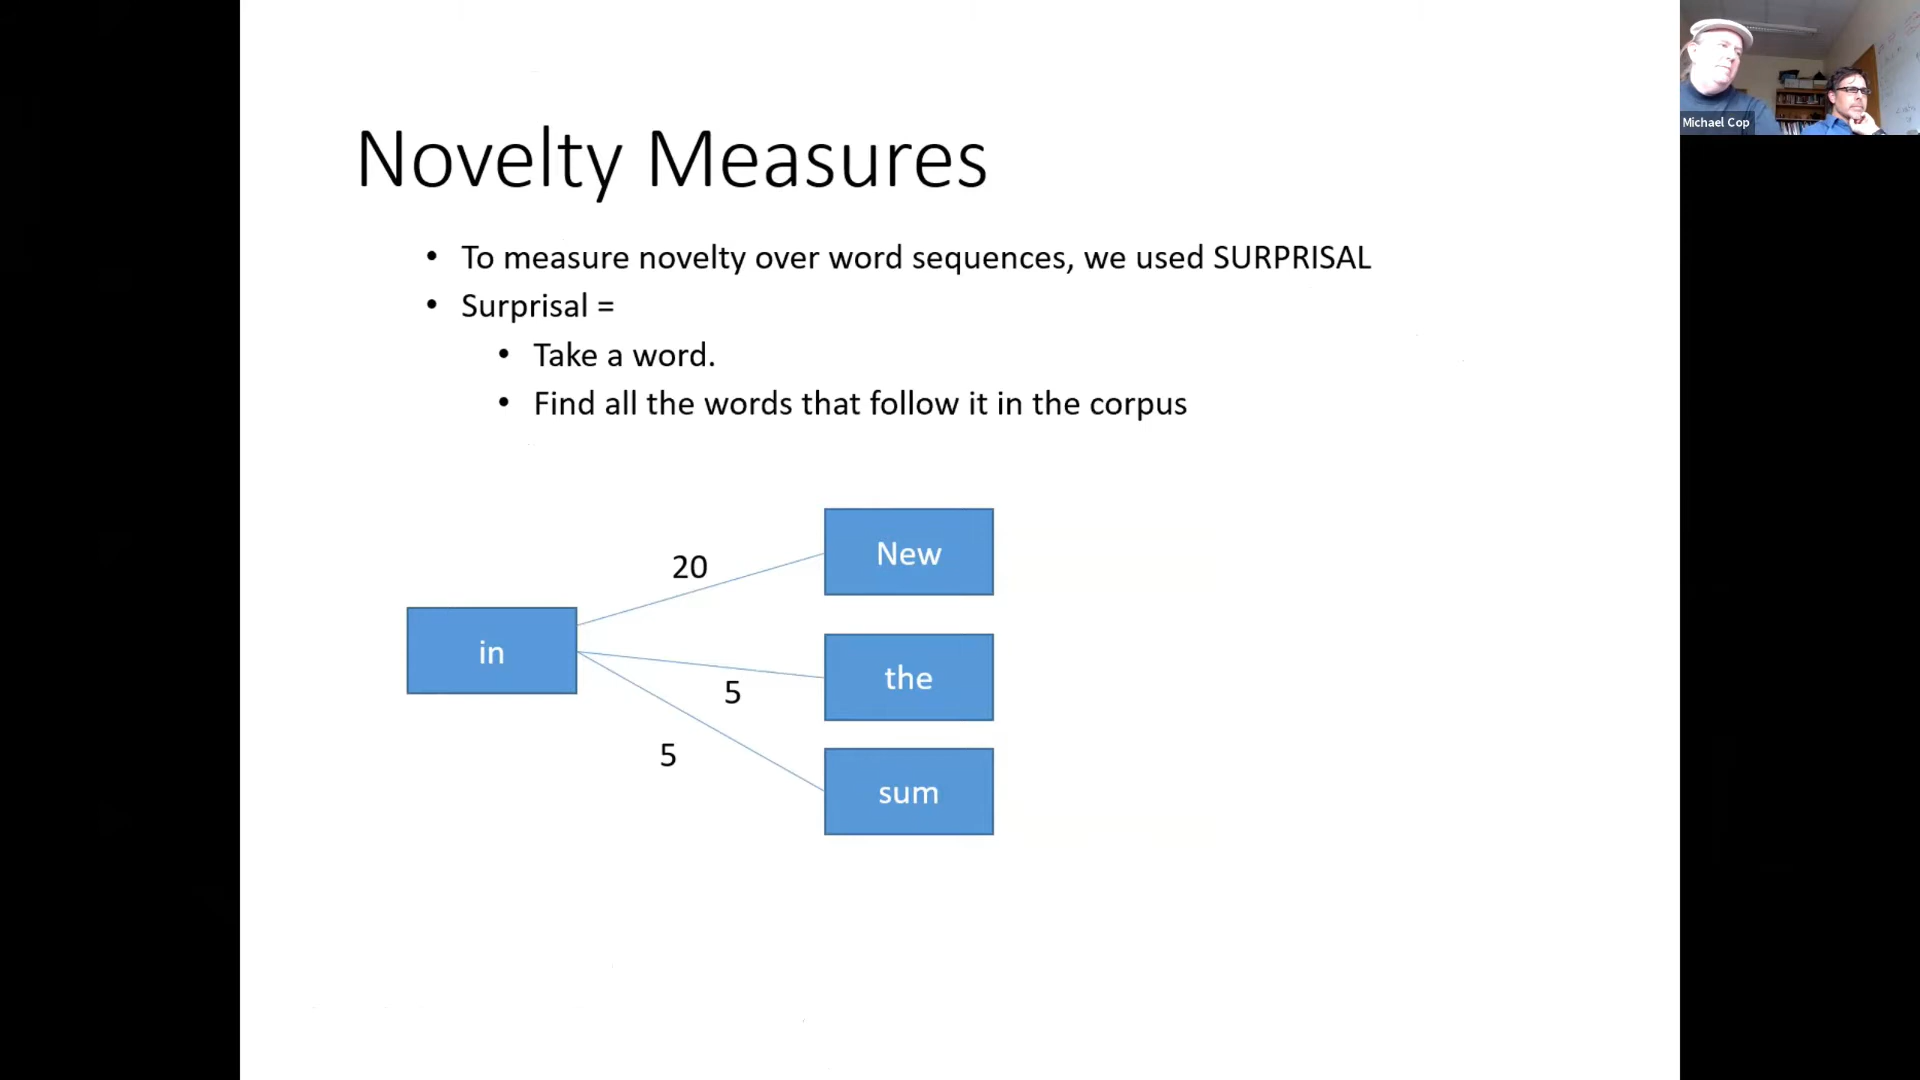 Michael Cop
Novelty Measures
• To measure novelty over word sequences, we used SURPRISAL
• Surprisal =
• Take a word.
• Find all the words that follow it in the corpus
20
New
in
the
5
5
sum